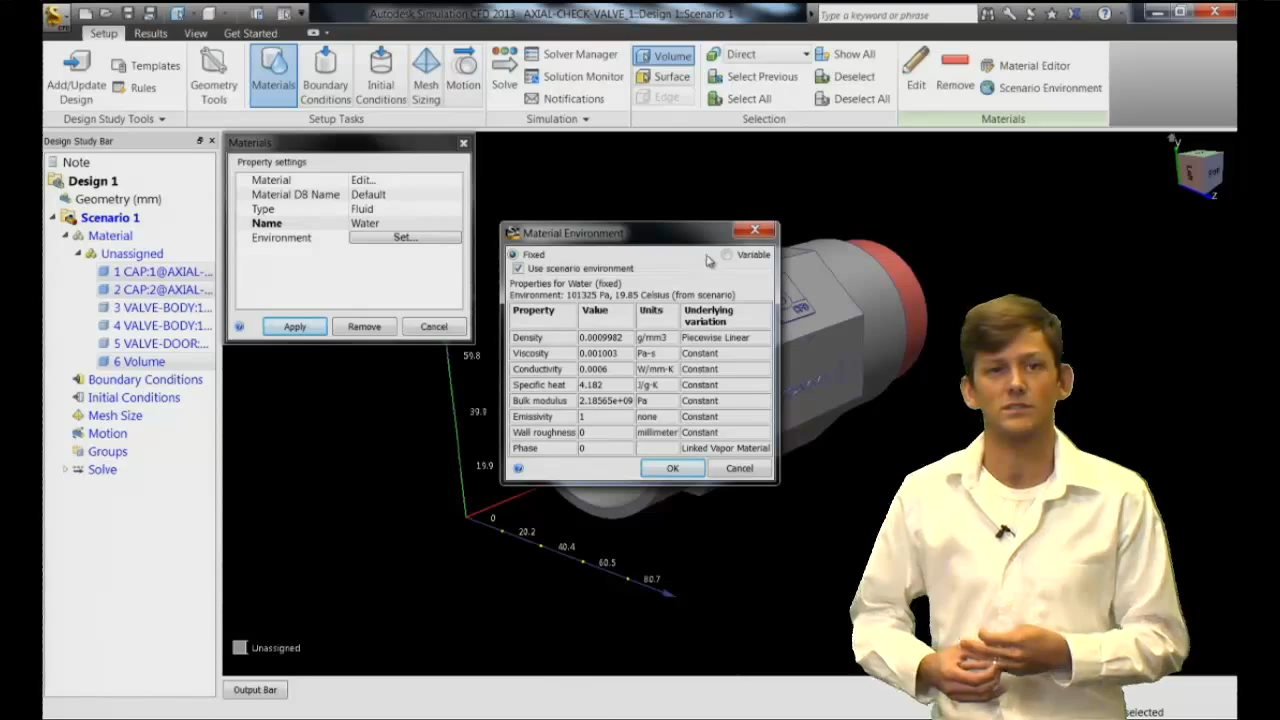 Autodesk Simulation CFD 2013 - AXIAL-CHECK-VALVE_1::Design 1::Scenario 1
Type a keyword or phrase
Setup Results View Get Started
Add/Update Design
Templates
Rules
Geometry Tools
Materials
Boundary Conditions
Initial Conditions
Mesh Sizing
Motion
Solve
Solver Manager
Solution Monitor
Notifications
Volume
Surface
Edge
Direct
Select Previous
Select All
Show All
Deselect
Deselect All
Edit
Remove
Material Editor
Scenario Environment
Design Study Tools
Setup Tasks
Simulation
Selection
Materials
Design Study Bar
Note
Design 1
Geometry (mm)
Scenario 1
Material
Unassigned
1 CAP:1@AXIAL-...
2 CAP:2@AXIAL-...
3 VALVE-BODY:1...
4 VALVE-BODY:1...
5 VALVE-DOOR:...
6 Volume
Boundary Conditions
Initial Conditions
Mesh Size
Motion
Groups
Solve
Materials
Property settings
Material Edit...
Material DB Name Default
Type Fluid
Name Water
Environment Set...
Apply Remove Cancel
Material Environment
Fixed Variable
Use scenario environment
Properties for Water (fixed)
Environment: 101325 Pa, 19.85 Celsius (from scenario)
Property Value Units Underlying variation
Density 0.0009982 g/mm3 Piecewise Linear
Viscosity 0.001003 Pa-s Constant
Conductivity 0.0006 W/mm-K Constant
Specific heat 4.182 J/g-K Constant
Bulk modulus 2.18565e+09 Pa Constant
Emissivity 1 none Constant
Wall roughness 0 millimeter Constant
Phase 0 Linked Vapor Material
OK Cancel
59.8
39.9
19.9
0
20.2
40.4
60.5
80.7
Y
Z
Unassigned
Output Bar
selected